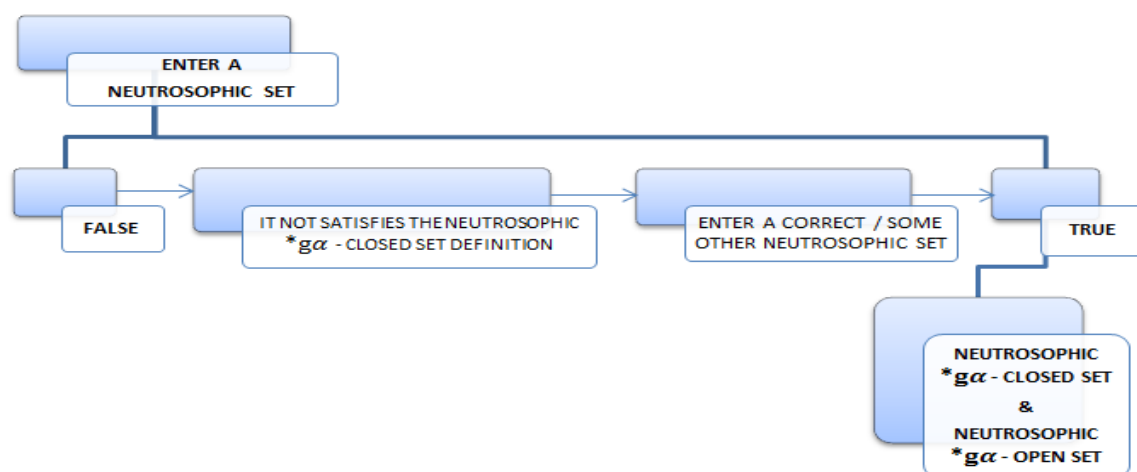 ENTER A
NEUTROSOPHIC SET
FALSE
IT NOT SATISFIES THE NEUTROSOPHIC
*gα - CLOSED SET DEFINITION
ENTER A CORRECT / SOME
OTHER NEUTROSOPHIC SET
TRUE
NEUTROSOPHIC
*gα - CLOSED SET
&
NEUTROSOPHIC
*gα - OPEN SET